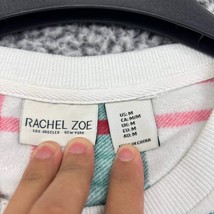 RACHEL ZOE
LOS ANGELES NEW YORK
US: M
CA: M/M
UK: M
EU: M
AU: M
MADE IN CHINA